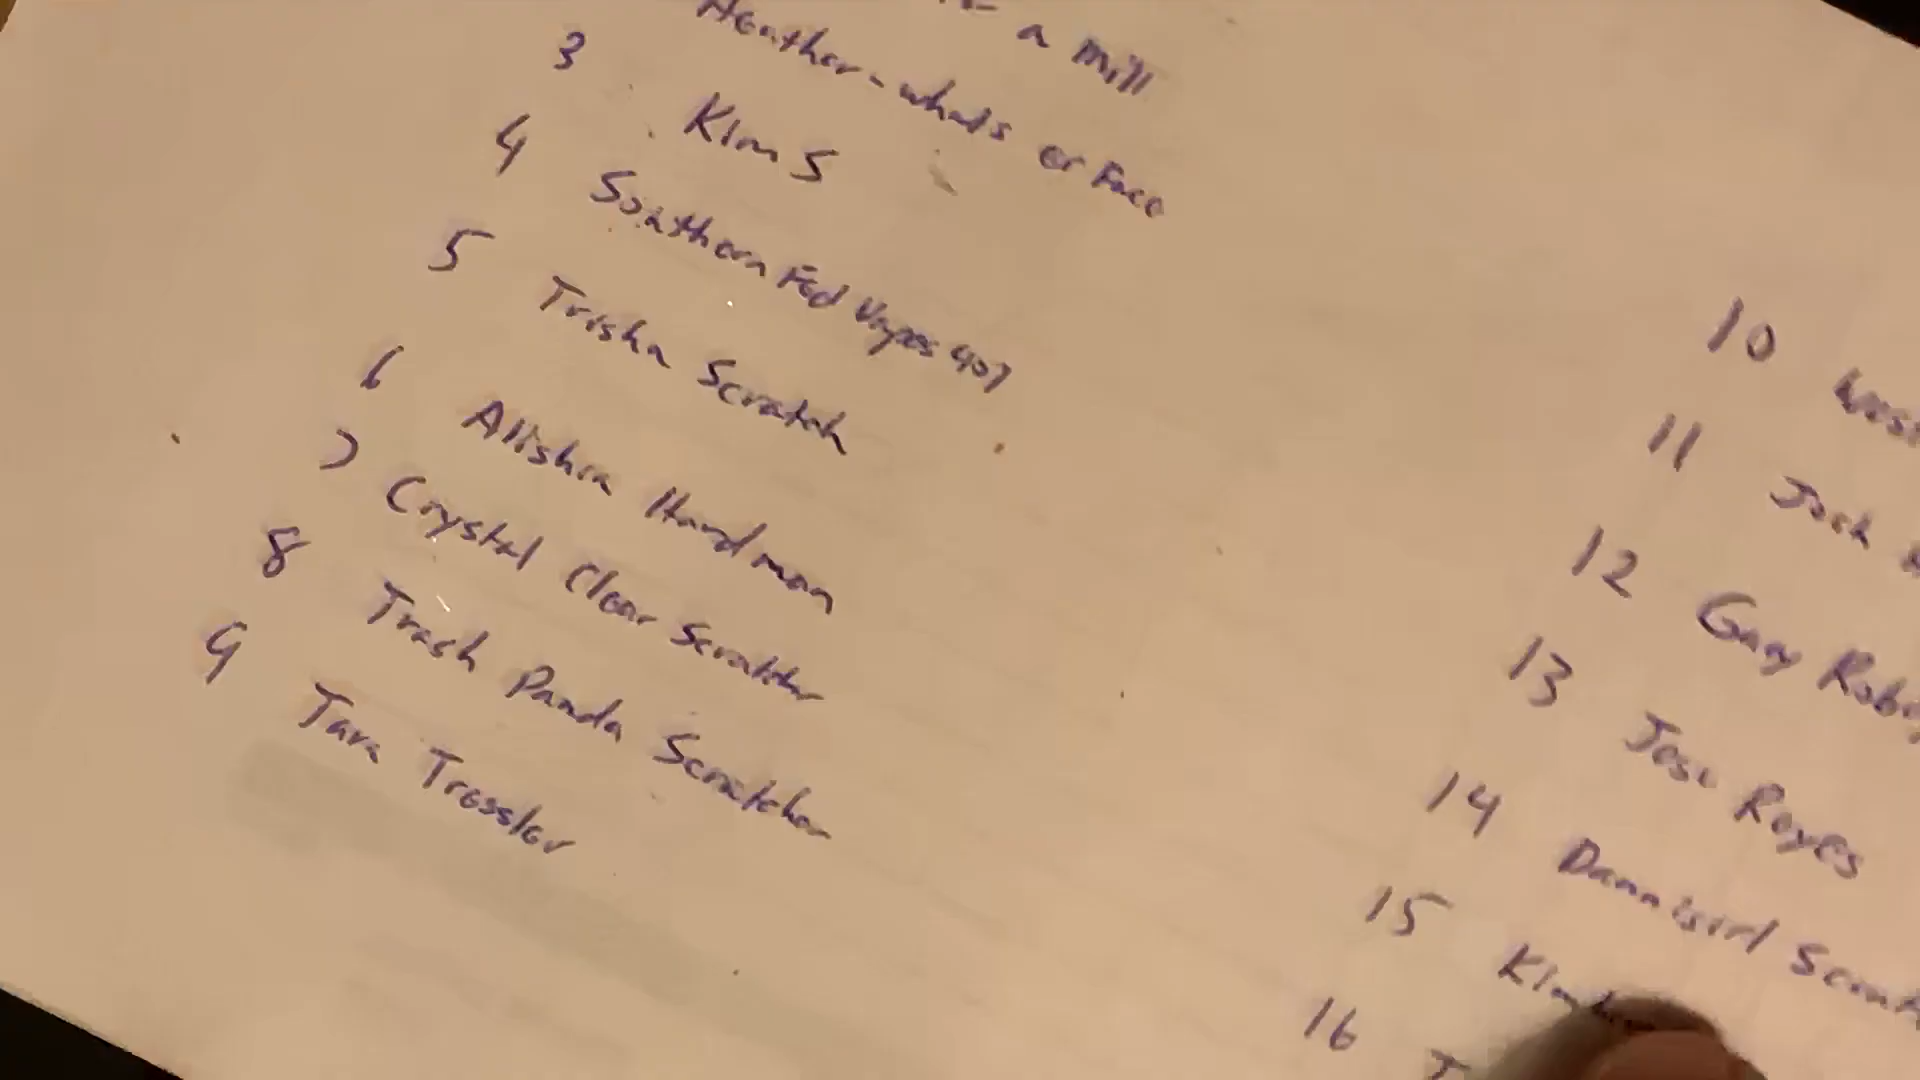 a Mill
Heather - whats er Face
3 Kim S
4 Southern Fed Vapes 407
5 Trisha Scratch
6 Alishia Hardman
7 Crystal Clear Scratcher
8 Trash Panda Scratcher
9 Tara Tressler
10
11 Jack
12 Gary
13 Jose Reyes
14
15
16